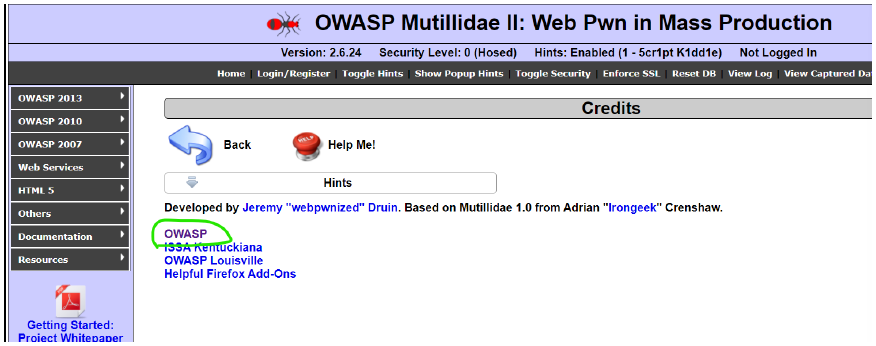 OWASP Mutillidae II: Web Pwn in Mass Production
Version: 2.6.24 Security Level: 0 (Hosed) Hints: Enabled (1 - 5cr1pt K1dd1e) Not Logged In
Home | Login/Register | Toggle Hints | Show Popup Hints | Toggle Security | Enforce SSL | Reset DB | View Log | View Captured Da
OWASP 2013
OWASP 2010
OWASP 2007
Web Services
HTML 5
Others
Documentation
Resources
Getting Started:
Project Whitepaper
Credits
Back
HELP
Help Me!
Hints
Developed by Jeremy "webpwnized" Druin. Based on Mutillidae 1.0 from Adrian "Irongeek" Crenshaw.
OWASP
ISSA Kentuckiana
OWASP Louisville
Helpful Firefox Add-Ons